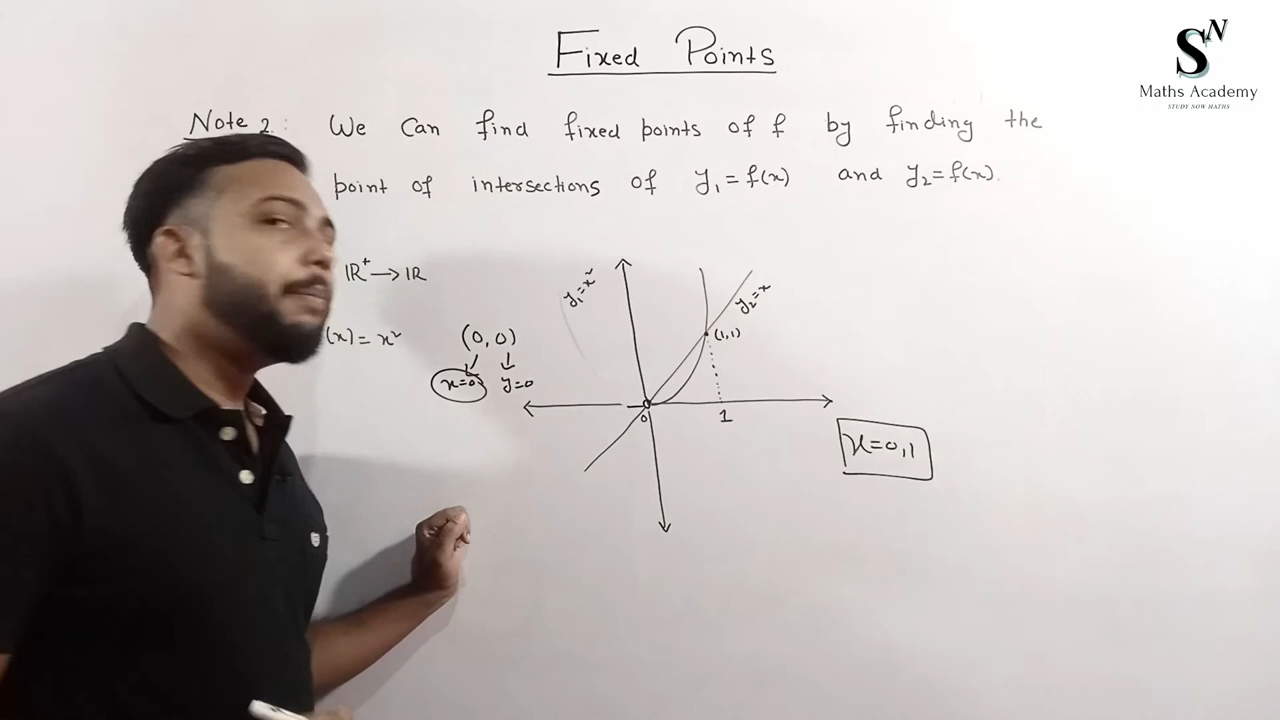 Fixed Points
SN
Maths Academy
STUDY NOW MATHS
Note 2: We Can find fixed points of f by finding the
point of intersections of y₁ = f(x) and y₂ = f(x).
IR⁺ → IR
(x) = x²
(0, 0)
x=0 y=0
y₁=x²
y₂=x
(1,1)
0
1
x=0,1